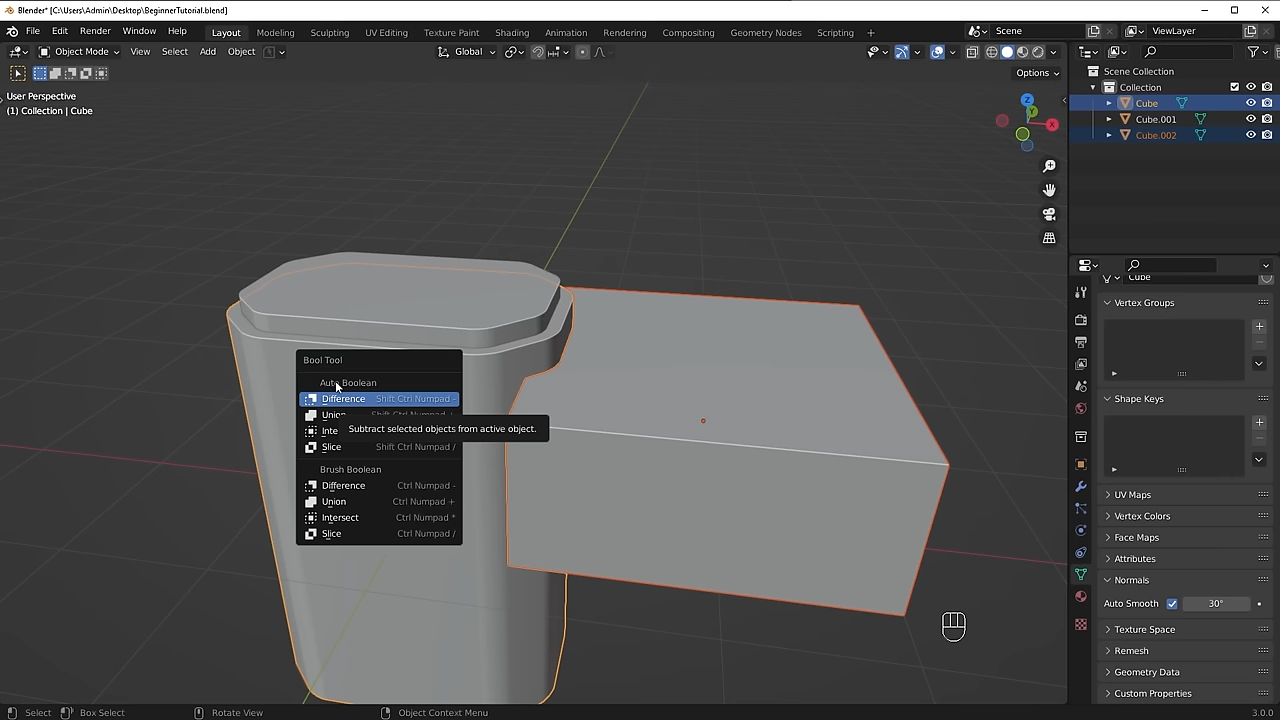 Blender* [C:\Users\Admin\Desktop\BeginnerTutorial.blend]
File Edit Render Window Help Layout Modeling Sculpting UV Editing Texture Paint Shading Animation Rendering Compositing Geometry Nodes Scripting + Scene ViewLayer
Object Mode View Select Add Object Global
Options
User Perspective
(1) Collection | Cube
Z
Y
X
Scene Collection
Collection
Cube
Cube.001
Cube.002
Cube
Vertex Groups
Shape Keys
UV Maps
Vertex Colors
Face Maps
Attributes
Normals
Auto Smooth 30°
Texture Space
Remesh
Geometry Data
Custom Properties
Bool Tool
Auto Boolean
Difference Shift Ctrl Numpad -
Union Shift Ctrl Numpad +
Inte
Subtract selected objects from active object.
Slice Shift Ctrl Numpad /
Brush Boolean
Difference Ctrl Numpad -
Union Ctrl Numpad +
Intersect Ctrl Numpad *
Slice Ctrl Numpad /
Select Box Select Rotate View Object Context Menu 3.0.0